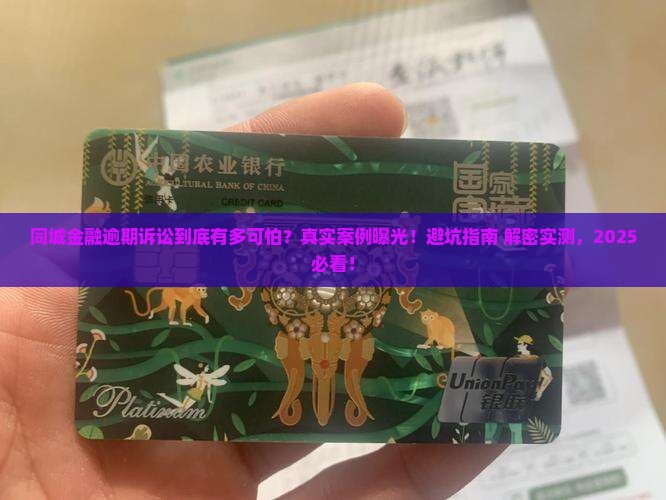 中国农业银行
AGRICULTURAL BANK OF CHINA
CREDIT CARD
国家
同城金融逾期诉讼到底有多可怕？真实案例曝光！避坑指南 解密实测，2025
必看！
Platinum
UnionPay
银联